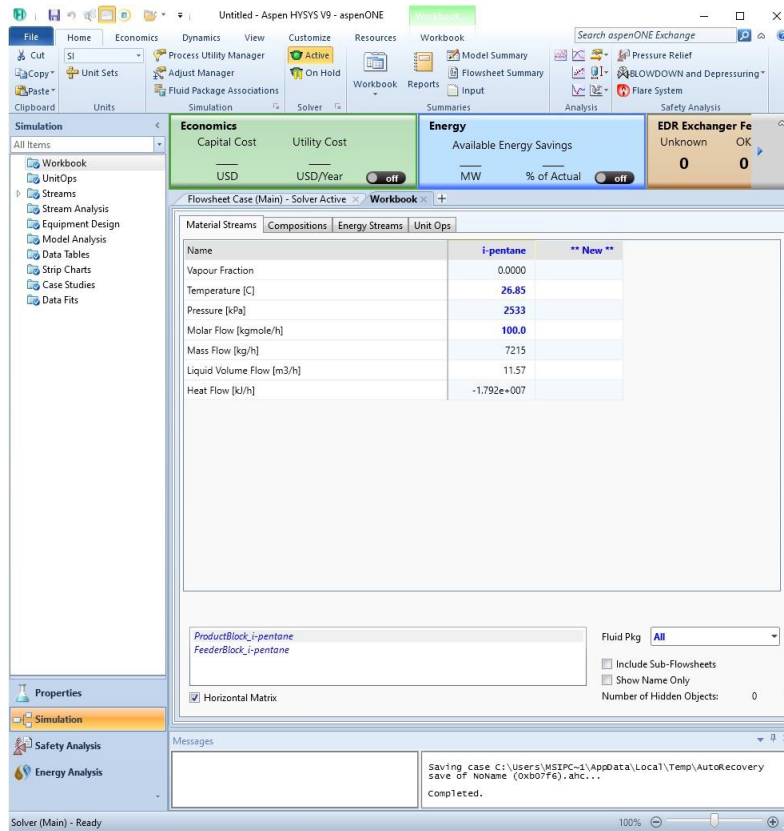 Untitled - Aspen HYSYS V9 - aspenONE
Workbook
File Home Economics Dynamics View Customize Resources Workbook Search aspenONE Exchange
Cut SI Process Utility Manager Active Model Summary Pressure Relief
Copy Unit Sets Adjust Manager On Hold Workbook Reports Flowsheet Summary BLOWDOWN and Depressuring
Paste Fluid Package Associations Input Flare System
Clipboard Units Simulation Solver Summaries Analysis Safety Analysis
Simulation
All Items
Workbook
UnitOps
Streams
Stream Analysis
Equipment Design
Model Analysis
Data Tables
Strip Charts
Case Studies
Data Fits
Properties
Simulation
Safety Analysis
Energy Analysis
Economics
Capital Cost Utility Cost
USD USD/Year off
Energy
Available Energy Savings
MW % of Actual off
EDR Exchanger Fe
Unknown OK
0 0
Flowsheet Case (Main) - Solver Active Workbook +
Material Streams Compositions Energy Streams Unit Ops
Name i-pentane ** New **
Vapour Fraction 0.0000
Temperature [C] 26.85
Pressure [kPa] 2533
Molar Flow [kgmole/h] 100.0
Mass Flow [kg/h] 7215
Liquid Volume Flow [m3/h] 11.57
Heat Flow [kJ/h] -1.792e+007
ProductBlock_i-pentane
FeederBlock_i-pentane
Fluid Pkg All
Include Sub-Flowsheets
Show Name Only
Horizontal Matrix
Number of Hidden Objects: 0
Messages
Saving case C:\Users\MSIPC~1\AppData\Local\Temp\AutoRecovery
save of NoName (0xb07f6).ahc...
Completed.
Solver (Main) - Ready 100%